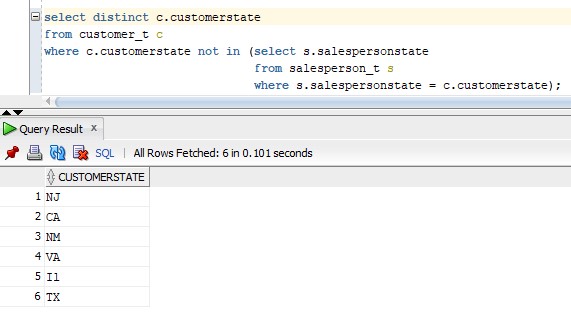 select distinct c.customerstate
from customer_t c
where c.customerstate not in (select s.salespersonstate
from salesperson_t s
where s.salespersonstate = c.customerstate);
Query Result x
SQL | All Rows Fetched: 6 in 0.101 seconds
CUSTOMERSTATE
1 NJ
2 CA
3 NM
4 VA
5 Il
6 TX